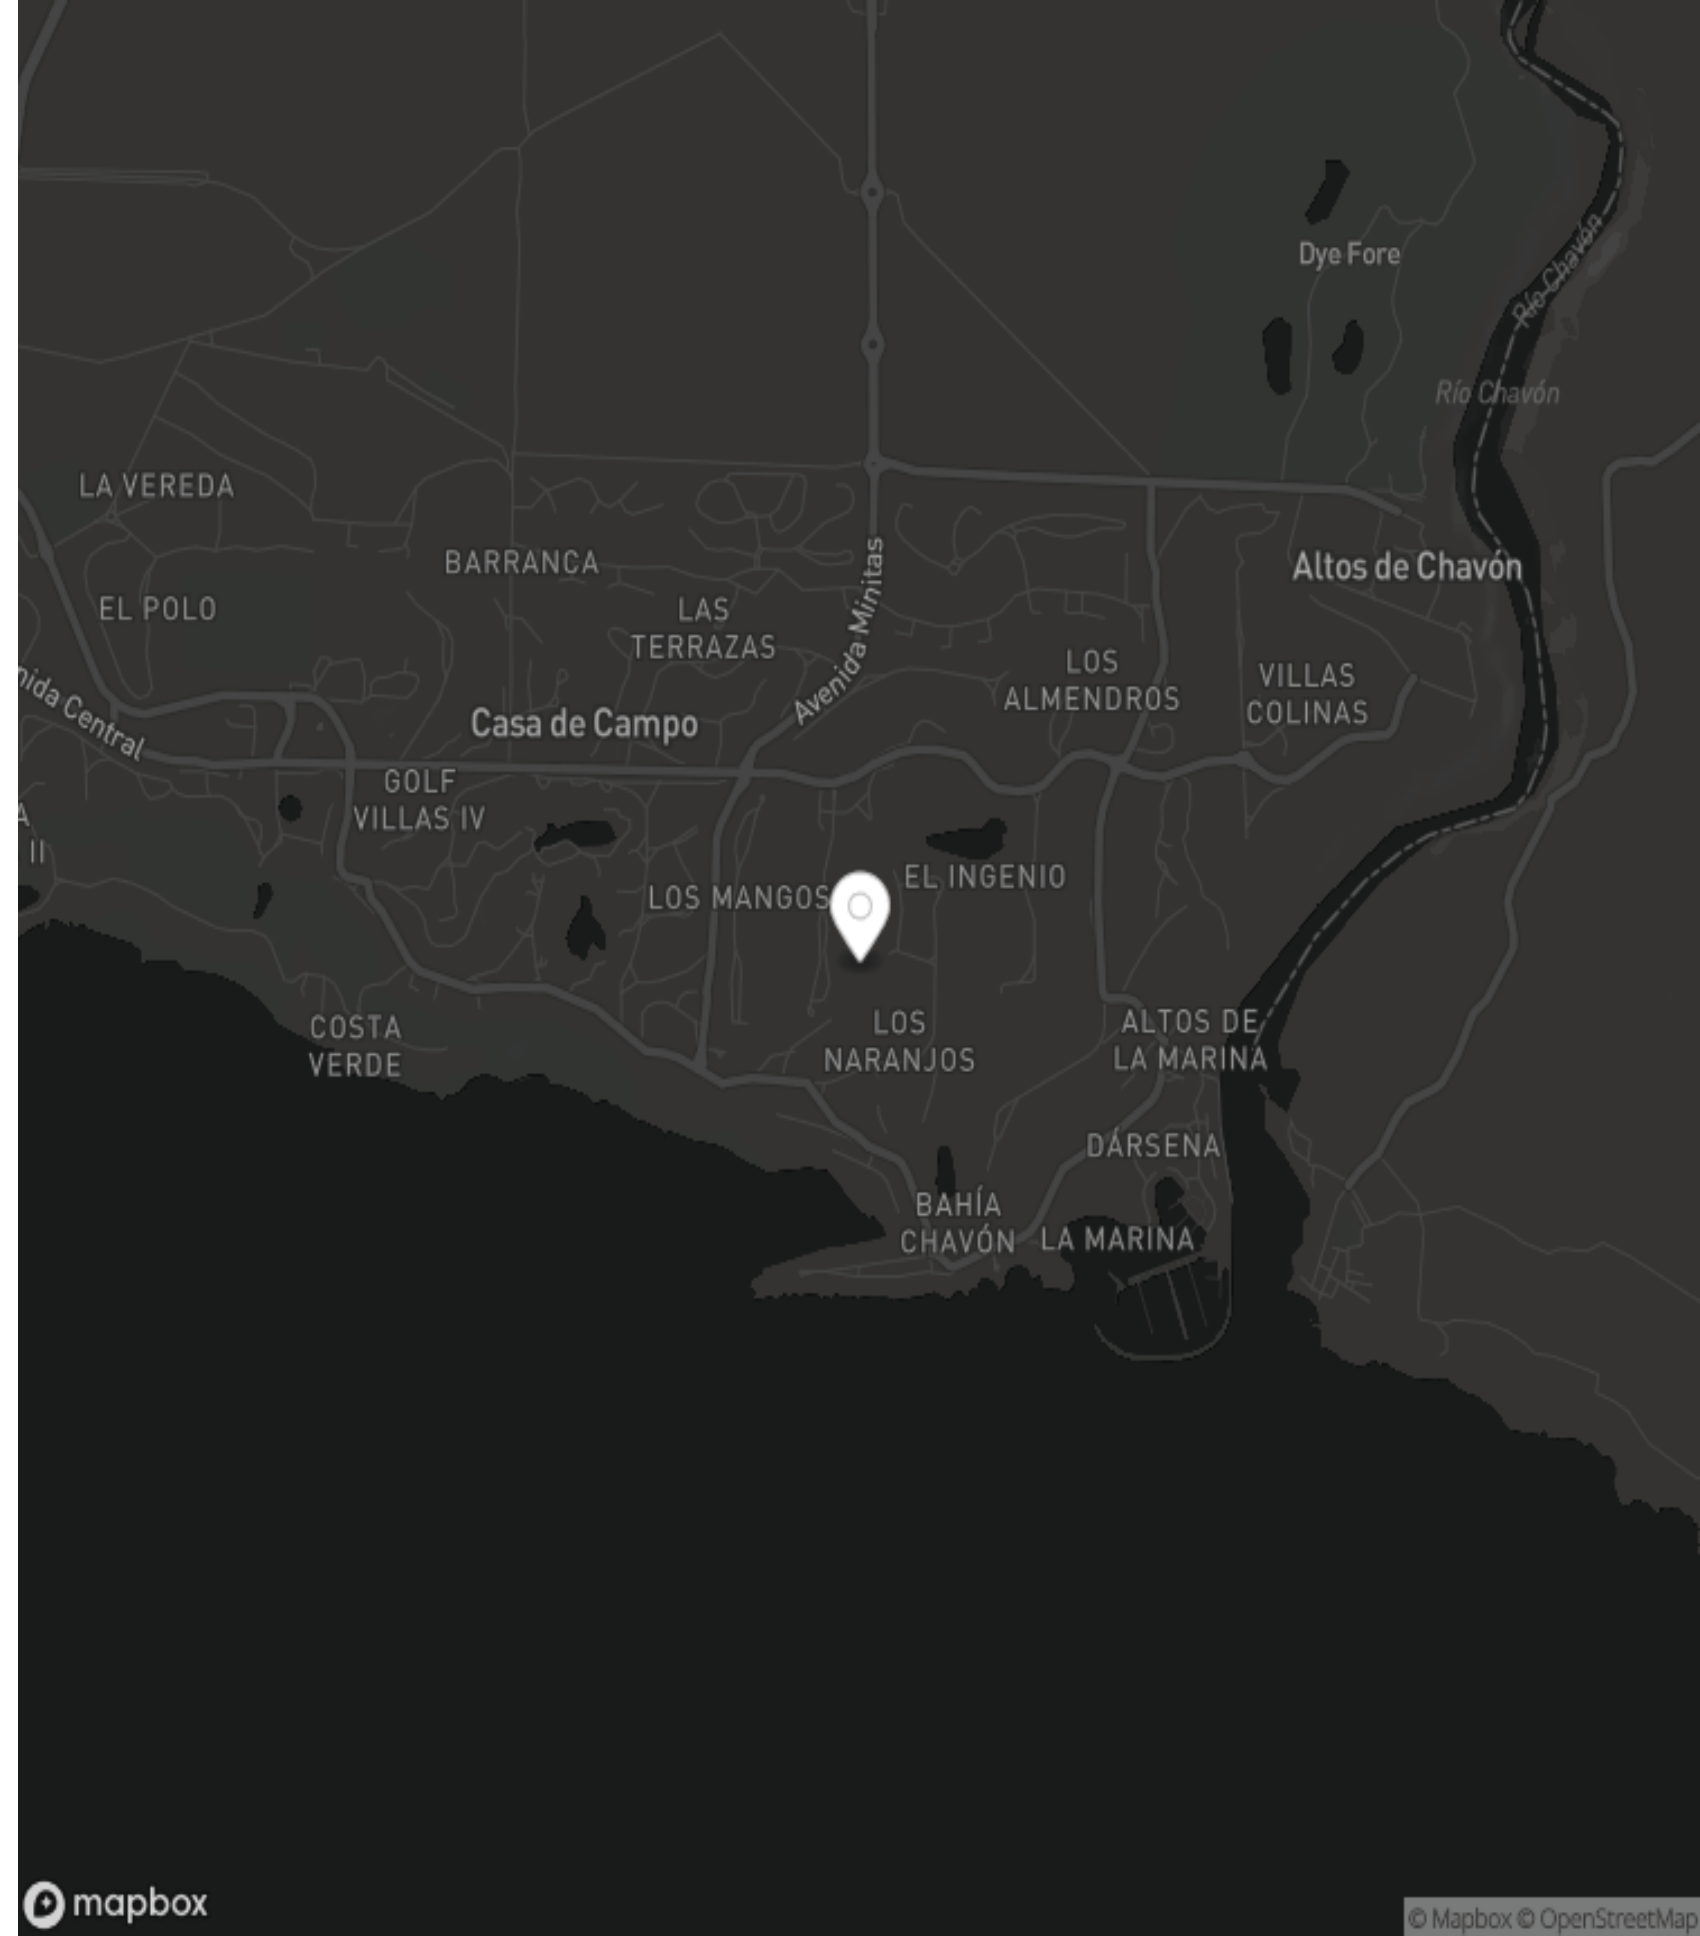 Dye Fore
Río Chavón
Río Chavón
LA VEREDA
BARRANCA
Altos de Chavón
EL POLO
LAS
TERRAZAS
Avenida Minitas
LOS
ALMENDROS
VILLAS
COLINAS
nida Central
Casa de Campo
GOLF
VILLAS IV
A
II
EL INGENIO
LOS MANGOS
COSTA
VERDE
LOS
NARANJOS
ALTOS DE
LA MARINA
DÁRSENA
BAHÍA
CHAVÓN
LA MARINA
mapbox
© Mapbox © OpenStreetMap